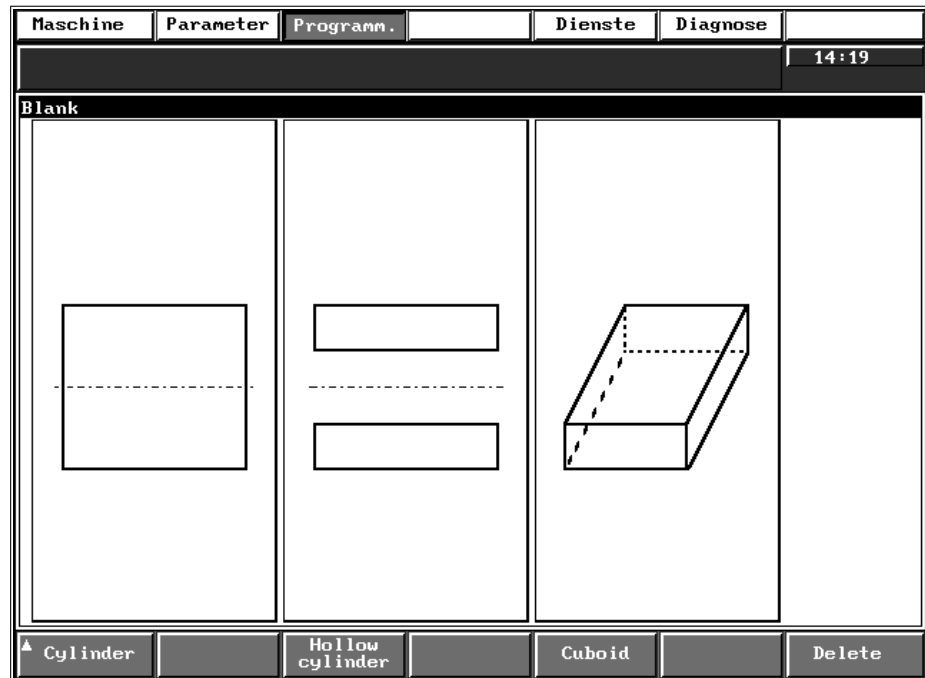 Maschine Parameter Programm. Dienste Diagnose
14:19
Blank
Cylinder Hollow cylinder Cuboid Delete